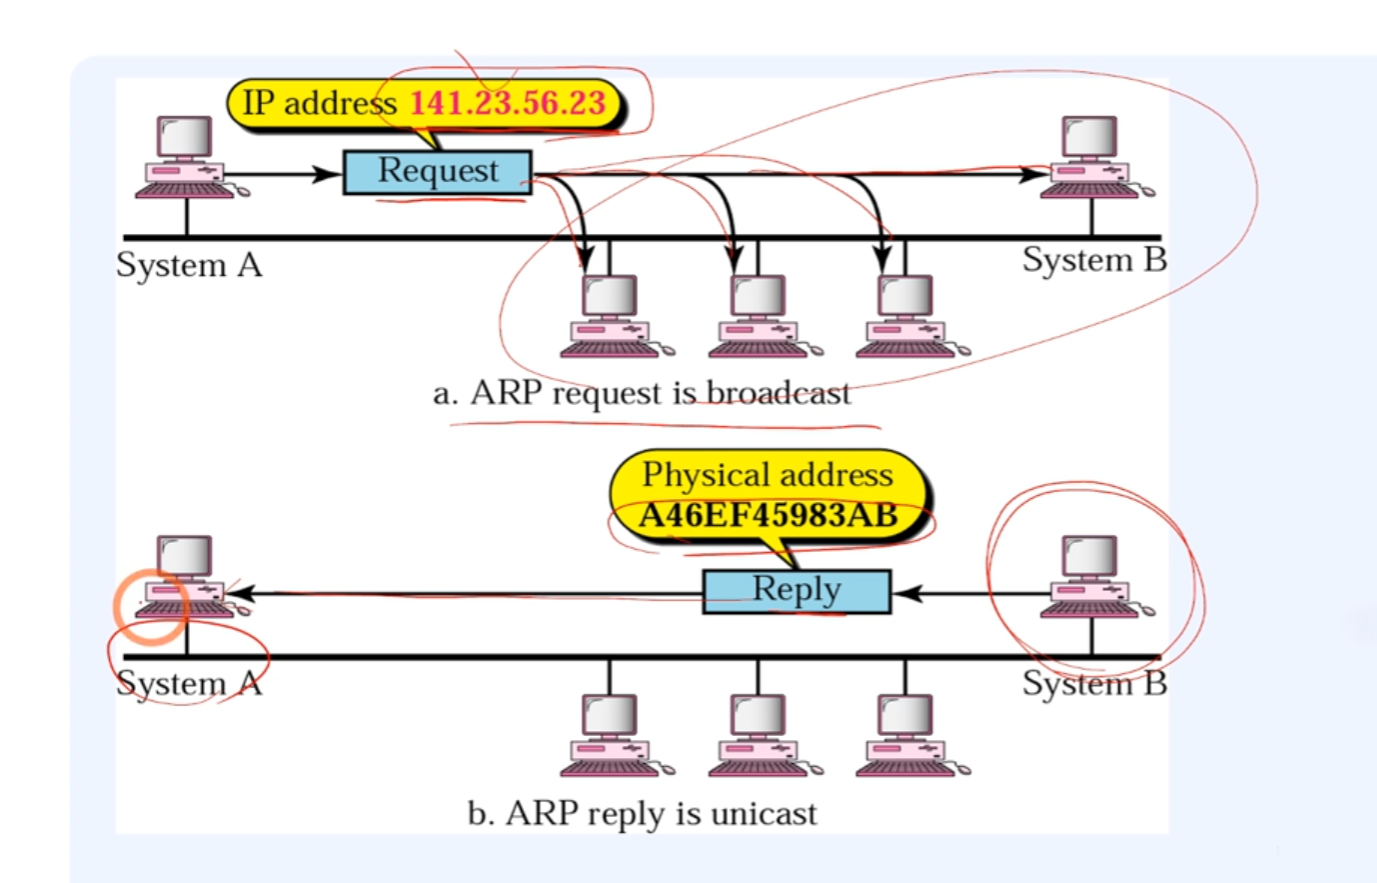 IP address 141.23.56.23
Request
System A
System B
a. ARP request is broadcast
Physical address
A46EF45983AB
Reply
System A
System B
b. ARP reply is unicast